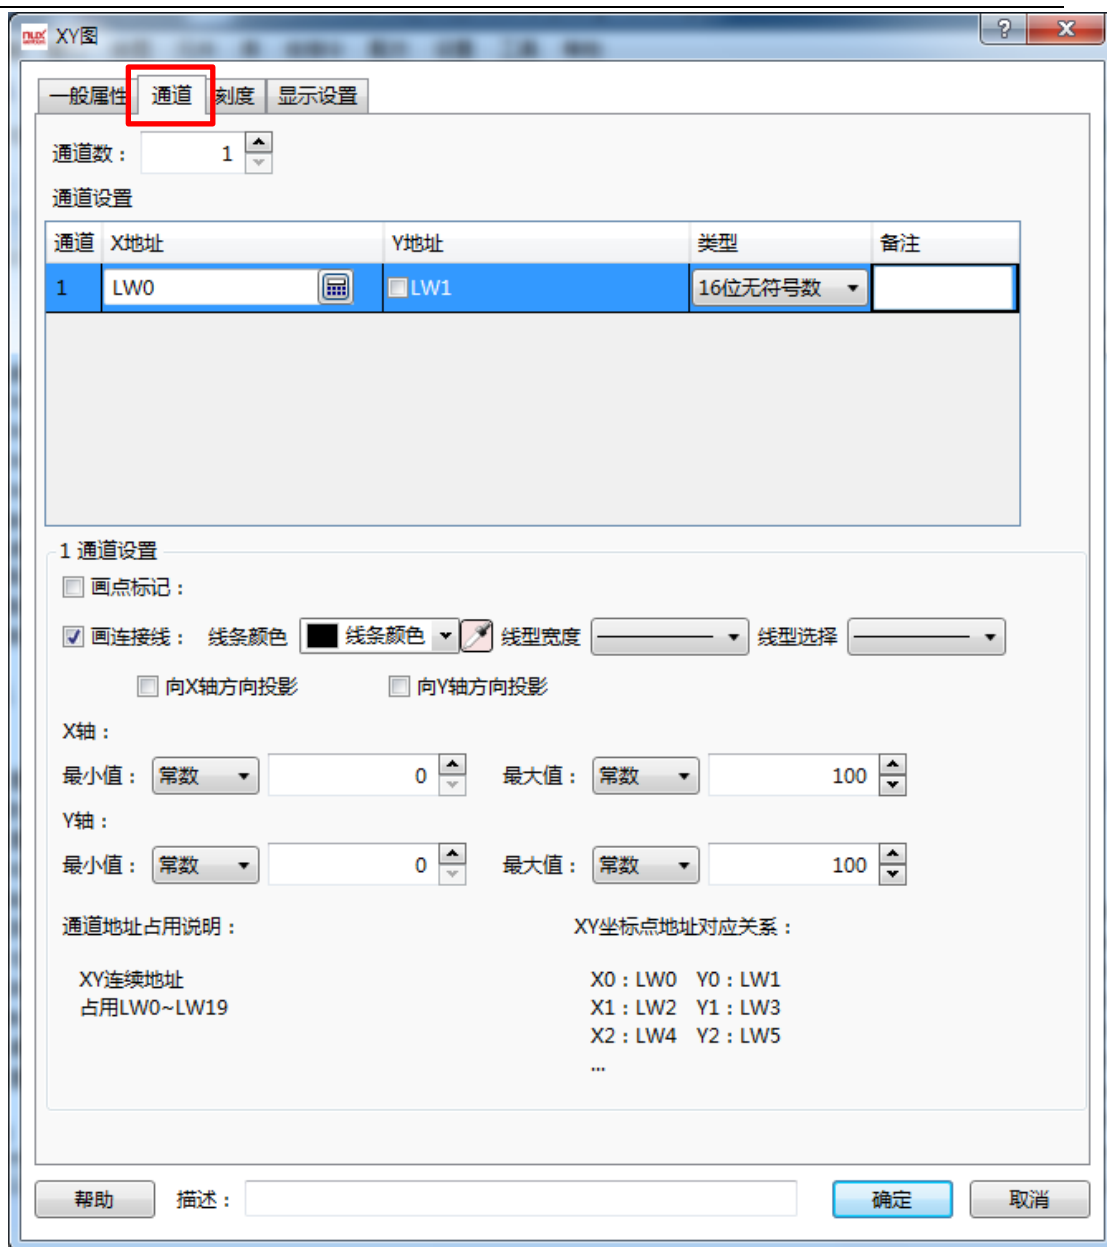 XY图
一般属性 通道 刻度 显示设置
通道数： 1
通道设置
通道 X地址 Y地址 类型 备注
1 LW0 LW1 16位无符号数
1 通道设置
画点标记：
画连接线： 线条颜色 线条颜色 线型宽度 线型选择
向X轴方向投影 向Y轴方向投影
X轴：
最小值： 常数 0 最大值： 常数 100
Y轴：
最小值： 常数 0 最大值： 常数 100
通道地址占用说明： XY坐标点地址对应关系：
XY连续地址 X0：LW0 Y0：LW1
占用LW0~LW19 X1：LW2 Y1：LW3
X2：LW4 Y2：LW5
...
帮助 描述： 确定 取消